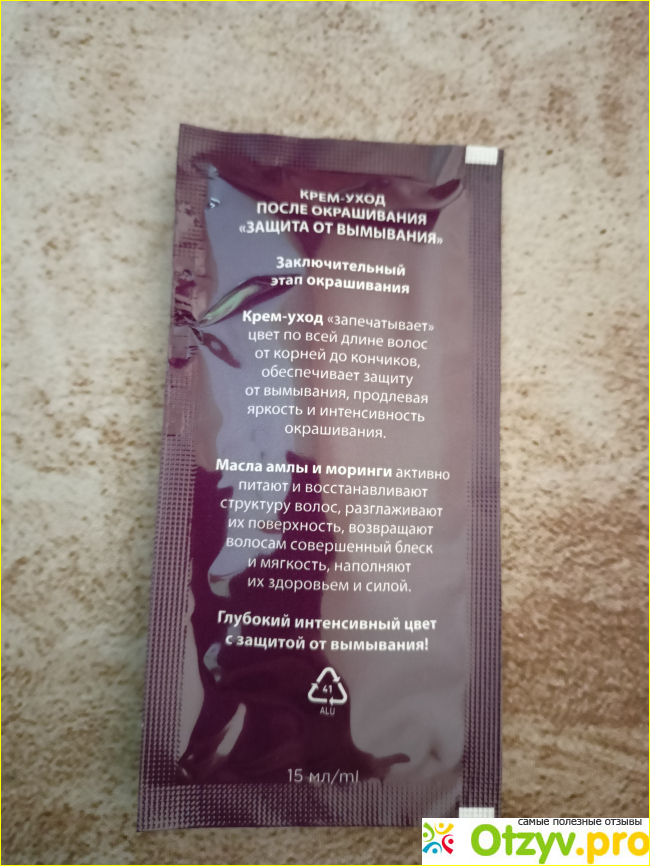 КРЕМ-УХОД
ПОСЛЕ ОКРАШИВАНИЯ
«ЗАЩИТА ОТ ВЫМЫВАНИЯ»
Заключительный
этап окрашивания
Крем-уход «запечатывает»
цвет по всей длине волос
от корней до кончиков,
обеспечивает защиту
от вымывания, продлевая
яркость и интенсивность
окрашивания.
Масла амлы и моринги активно
питают и восстанавливают
структуру волос, разглаживают
их поверхность, возвращают
волосам совершенный блеск
и мягкость, наполняют
их здоровьем и силой.
Глубокий интенсивный цвет
с защитой от вымывания!
41
ALU
15 мл/ml
самые полезные отзывы
Otzyv.pro